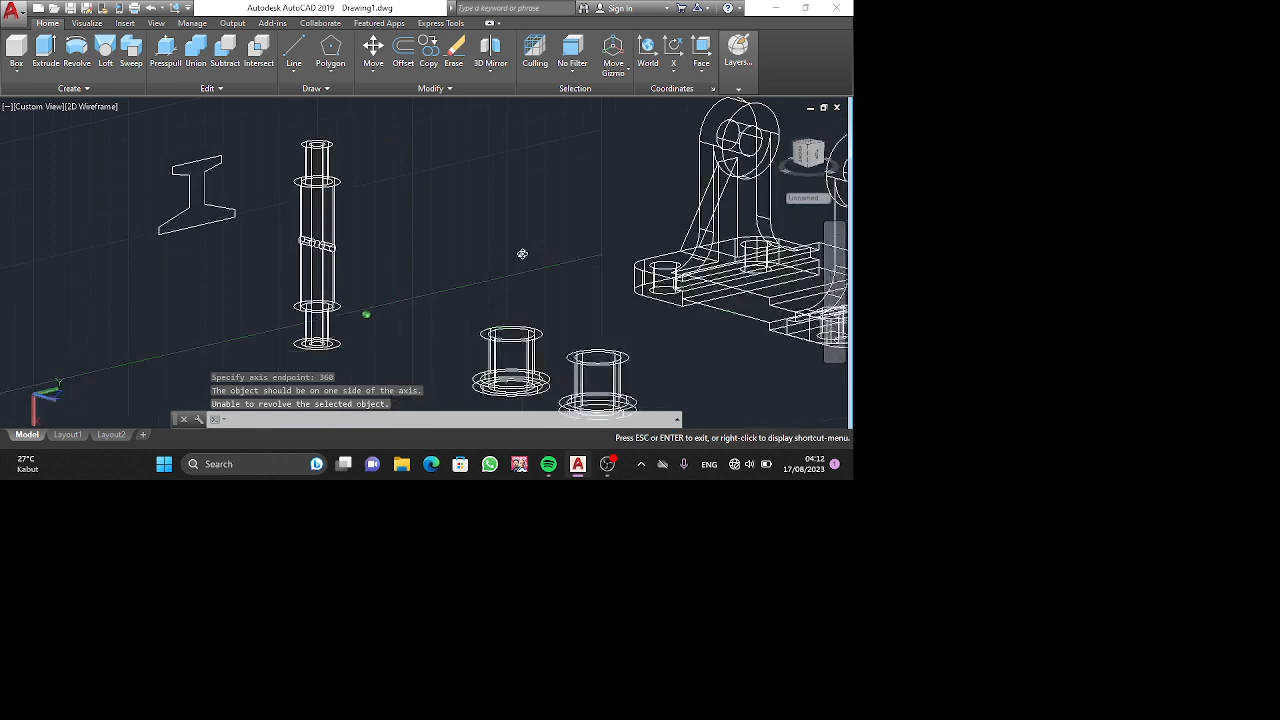 Autodesk AutoCAD 2019 Drawing1.dwg
Type a keyword or phrase
Sign In
Home Visualize Insert View Manage Output Collaborate Featured Apps Express Tools
Box Extrude Revolve Loft Sweep Presspull Union Subtract Intersect Line Polygon Move Offset Copy Erase 3D Mirror Culling No Filter Move Gizmo World X Face Layers...
Create Edit Draw Modify Selection Coordinates
[−][Custom View][2D Wireframe]
FRONT
Unnamed
Y
Z
X
Specify axis endpoint: 360
The object should be on one side of the axis.
Unable to revolve the selected object.
Model Layout1 Layout2 +
Press ESC or ENTER to exit, or right-click to display shortcut-menu.
27°C
Kabut
Search
ENG
04:12
17/08/2023
1